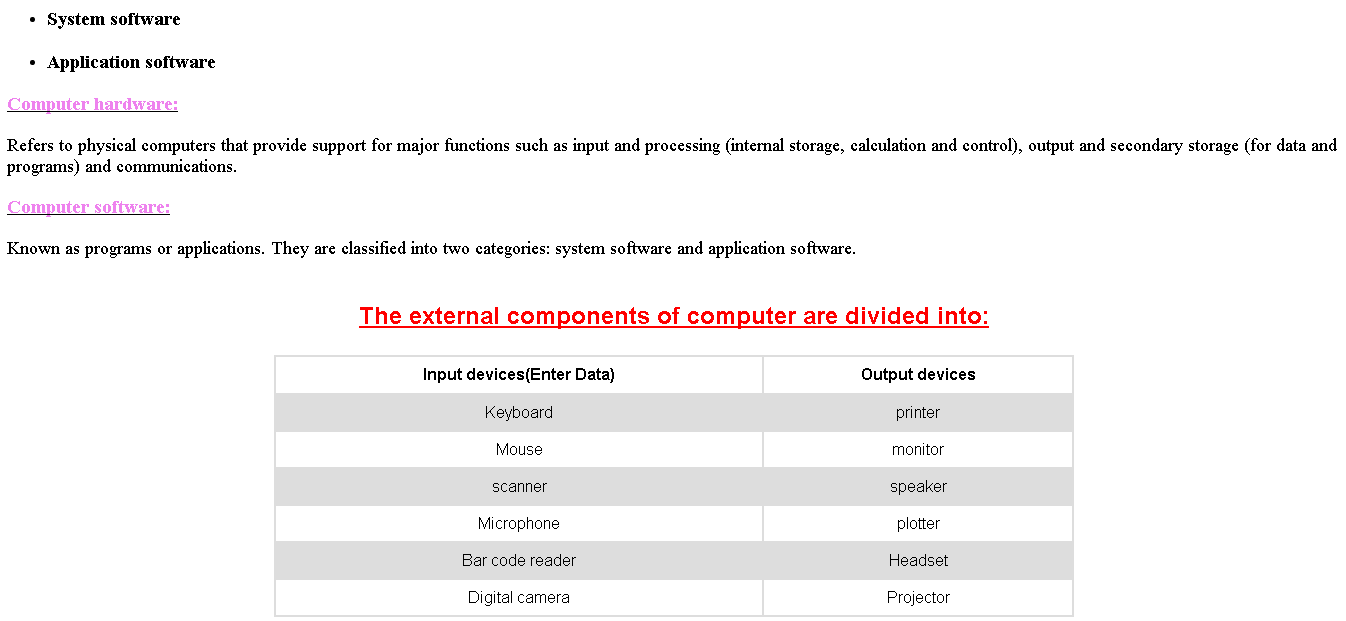 System software
Application software
Computer hardware:
Refers to physical computers that provide support for major functions such as input and processing (internal storage, calculation and control), output and secondary storage (for data and
programs) and communications.
Computer software:
Known as programs or applications. They are classified into two categories: system software and application software.
The external components of computer are divided into:
Input devices(Enter Data) Output devices
Keyboard printer
Mouse monitor
scanner speaker
Microphone plotter
Bar code reader Headset
Digital camera Projector